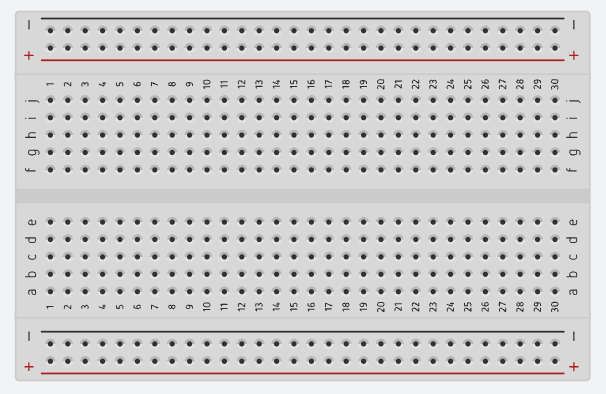 − −
+ +
1 2 3 4 5 6 7 8 9 10 11 12 13 14 15 16 17 18 19 20 21 22 23 24 25 26 27 28 29 30
j j
i i
h h
g g
f f
e e
d d
c c
b b
a a
1 2 3 4 5 6 7 8 9 10 11 12 13 14 15 16 17 18 19 20 21 22 23 24 25 26 27 28 29 30
− −
+ +